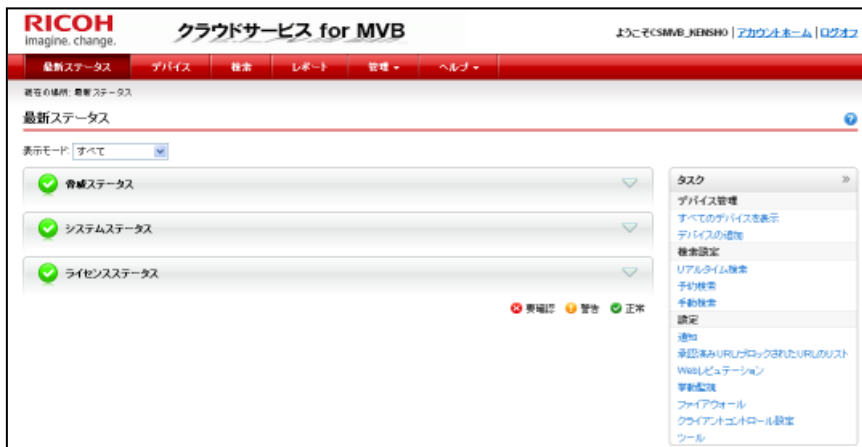 RICOH
imagine. change.
クラウドサービス for MVB
ようこそCSMVB_KENSHO | アカウントホーム | ログオフ
最新ステータス デバイス 検索 レポート 管理 ヘルプ
現在の場所: 最新ステータス
最新ステータス
表示モード: すべて
脅威ステータス
システムステータス
ライセンスステータス
要確認 警告 正常
タスク
デバイス管理
すべてのデバイスを表示
デバイスの追加
検索設定
リアルタイム検索
予約検索
手動検索
設定
通知
承認済みURL/ブロックされたURLのリスト
Webレピュテーション
挙動監視
ファイアウォール
クライアントコントロール設定
ツール